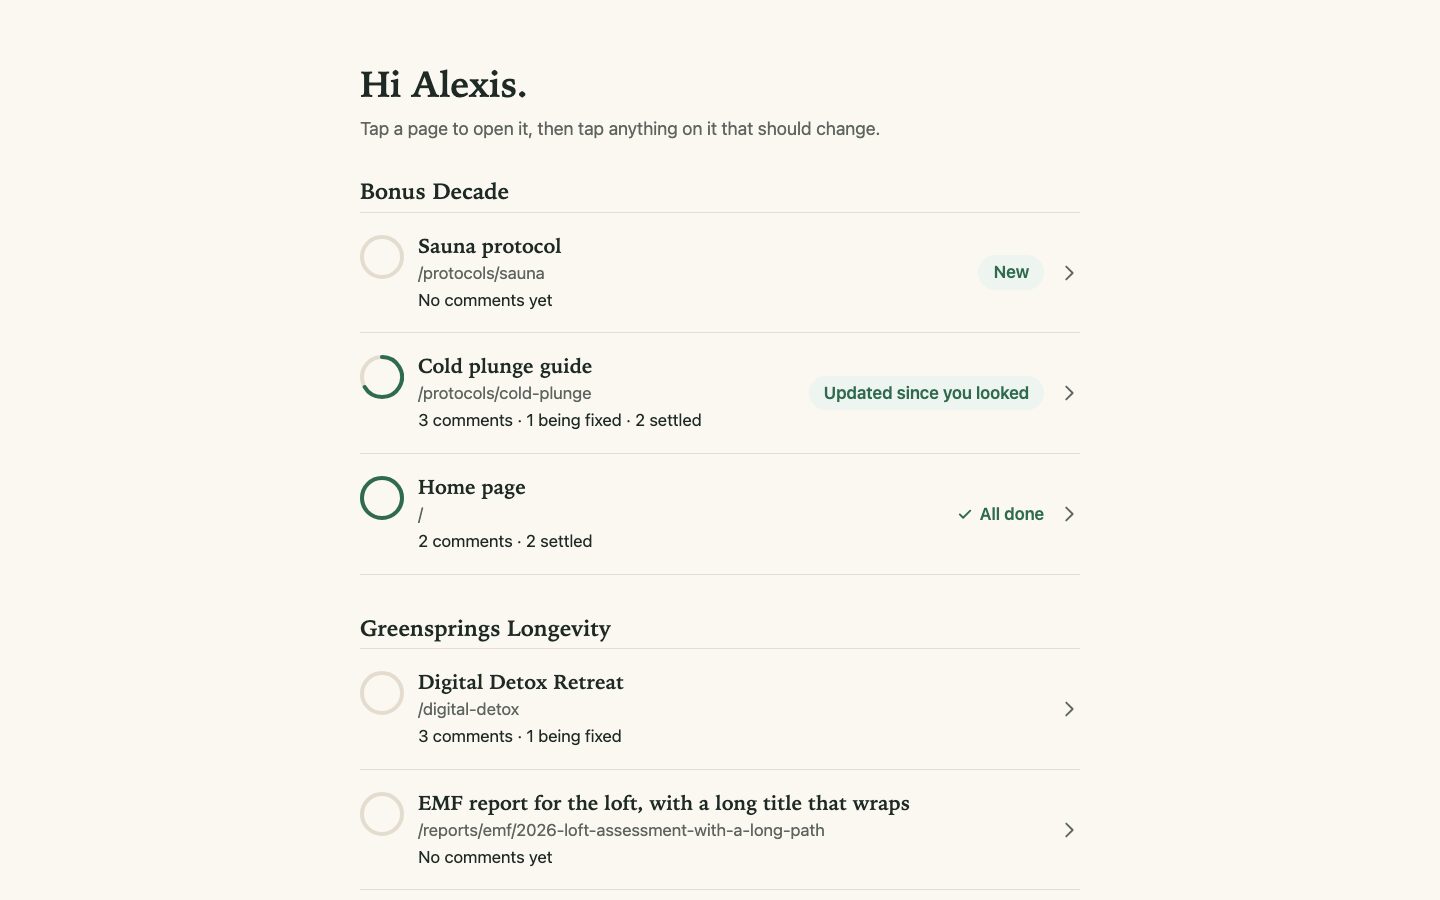 Hi Alexis.
Tap a page to open it, then tap anything on it that should change.
Bonus Decade
Sauna protocol
/protocols/sauna
No comments yet
New
Cold plunge guide
/protocols/cold-plunge
3 comments · 1 being fixed · 2 settled
Updated since you looked
Home page
/
2 comments · 2 settled
All done
Greensprings Longevity
Digital Detox Retreat
/digital-detox
3 comments · 1 being fixed
EMF report for the loft, with a long title that wraps
/reports/emf/2026-loft-assessment-with-a-long-path
No comments yet